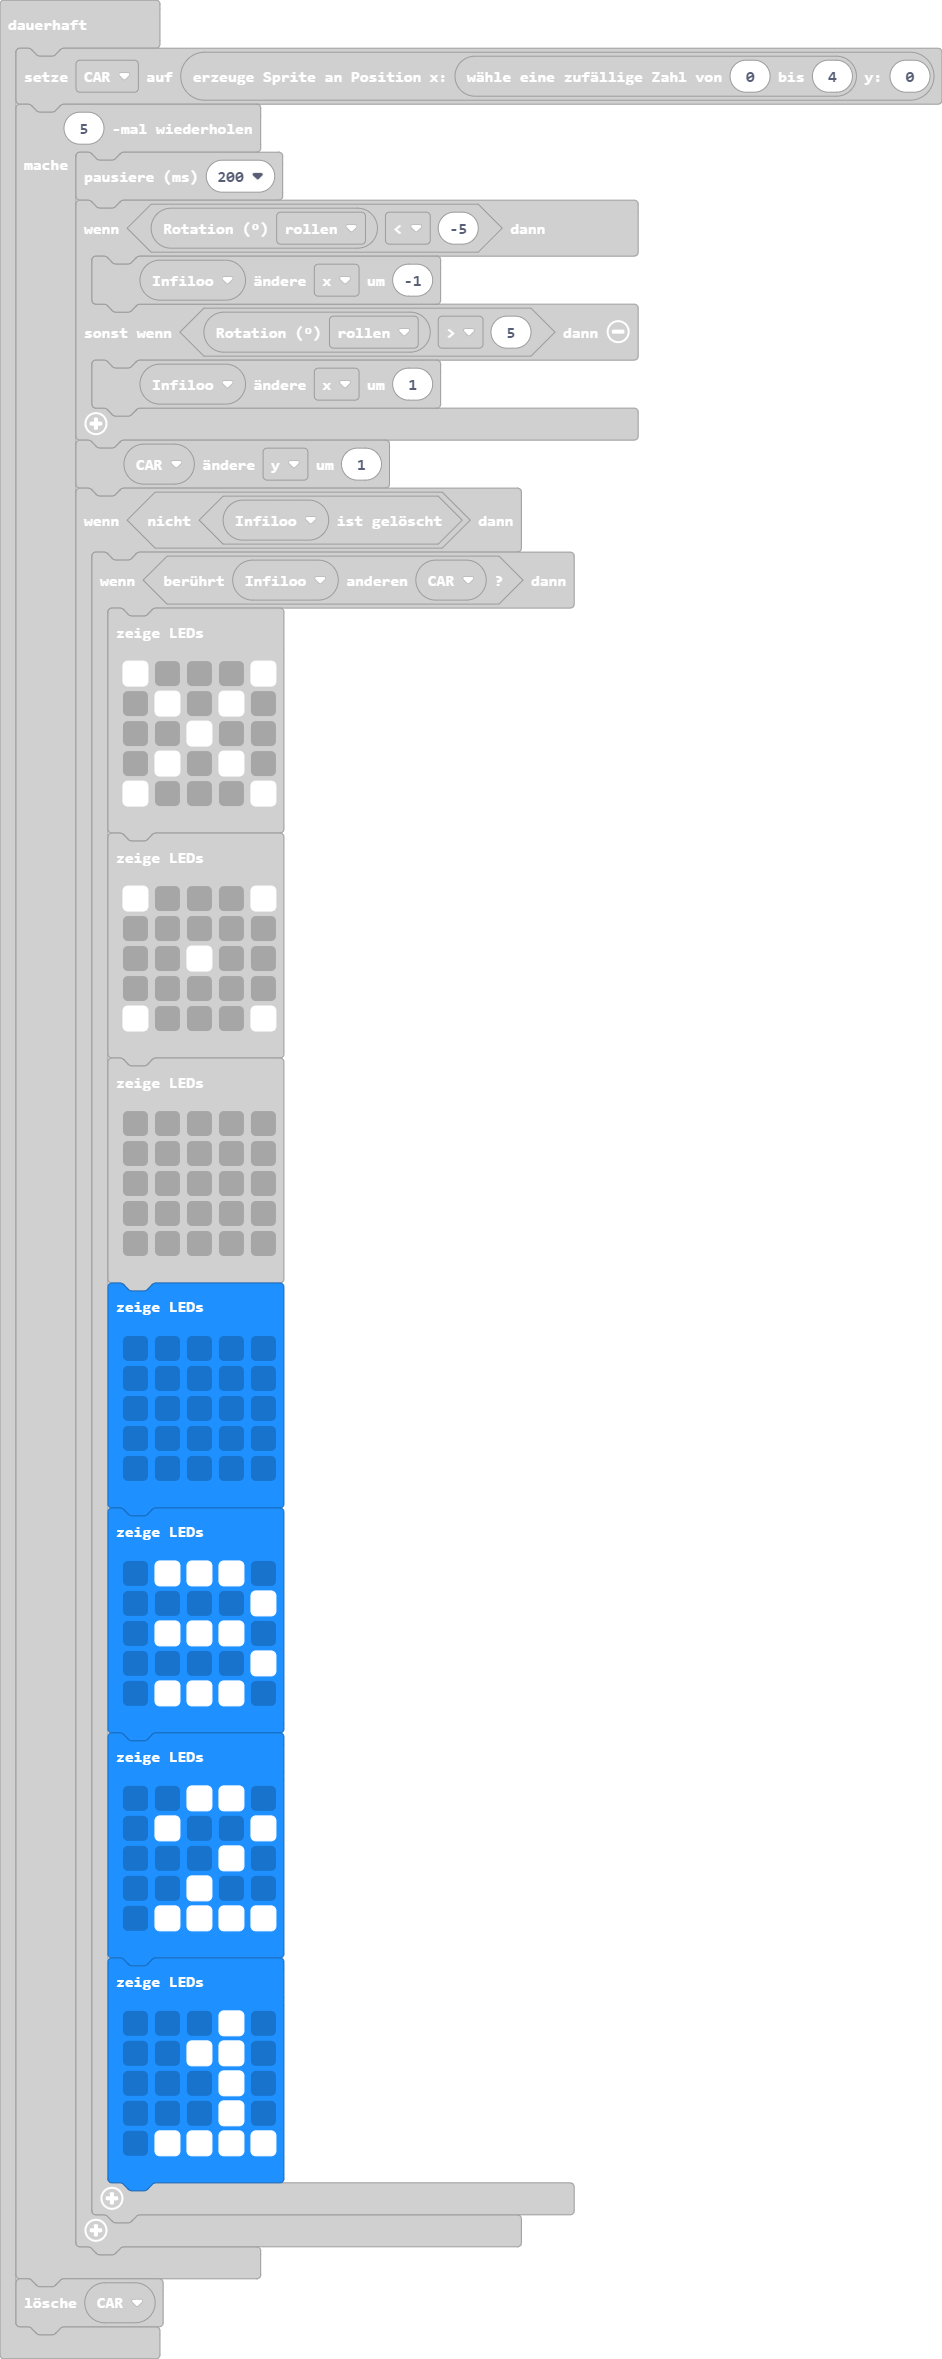 dauerhaft
setze CAR auf erzeuge Sprite an Position x: wähle eine zufällige Zahl von 0 bis 4 y: 0
5 -mal wiederholen
mache
pausiere (ms) 200
wenn Rotation (º) rollen < -5 dann
Infiloo ändere x um -1
sonst wenn Rotation (º) rollen > 5 dann
Infiloo ändere x um 1
CAR ändere y um 1
wenn nicht Infiloo ist gelöscht dann
wenn berührt Infiloo anderen CAR ? dann
zeige LEDs
zeige LEDs
zeige LEDs
zeige LEDs
zeige LEDs
zeige LEDs
zeige LEDs
lösche CAR